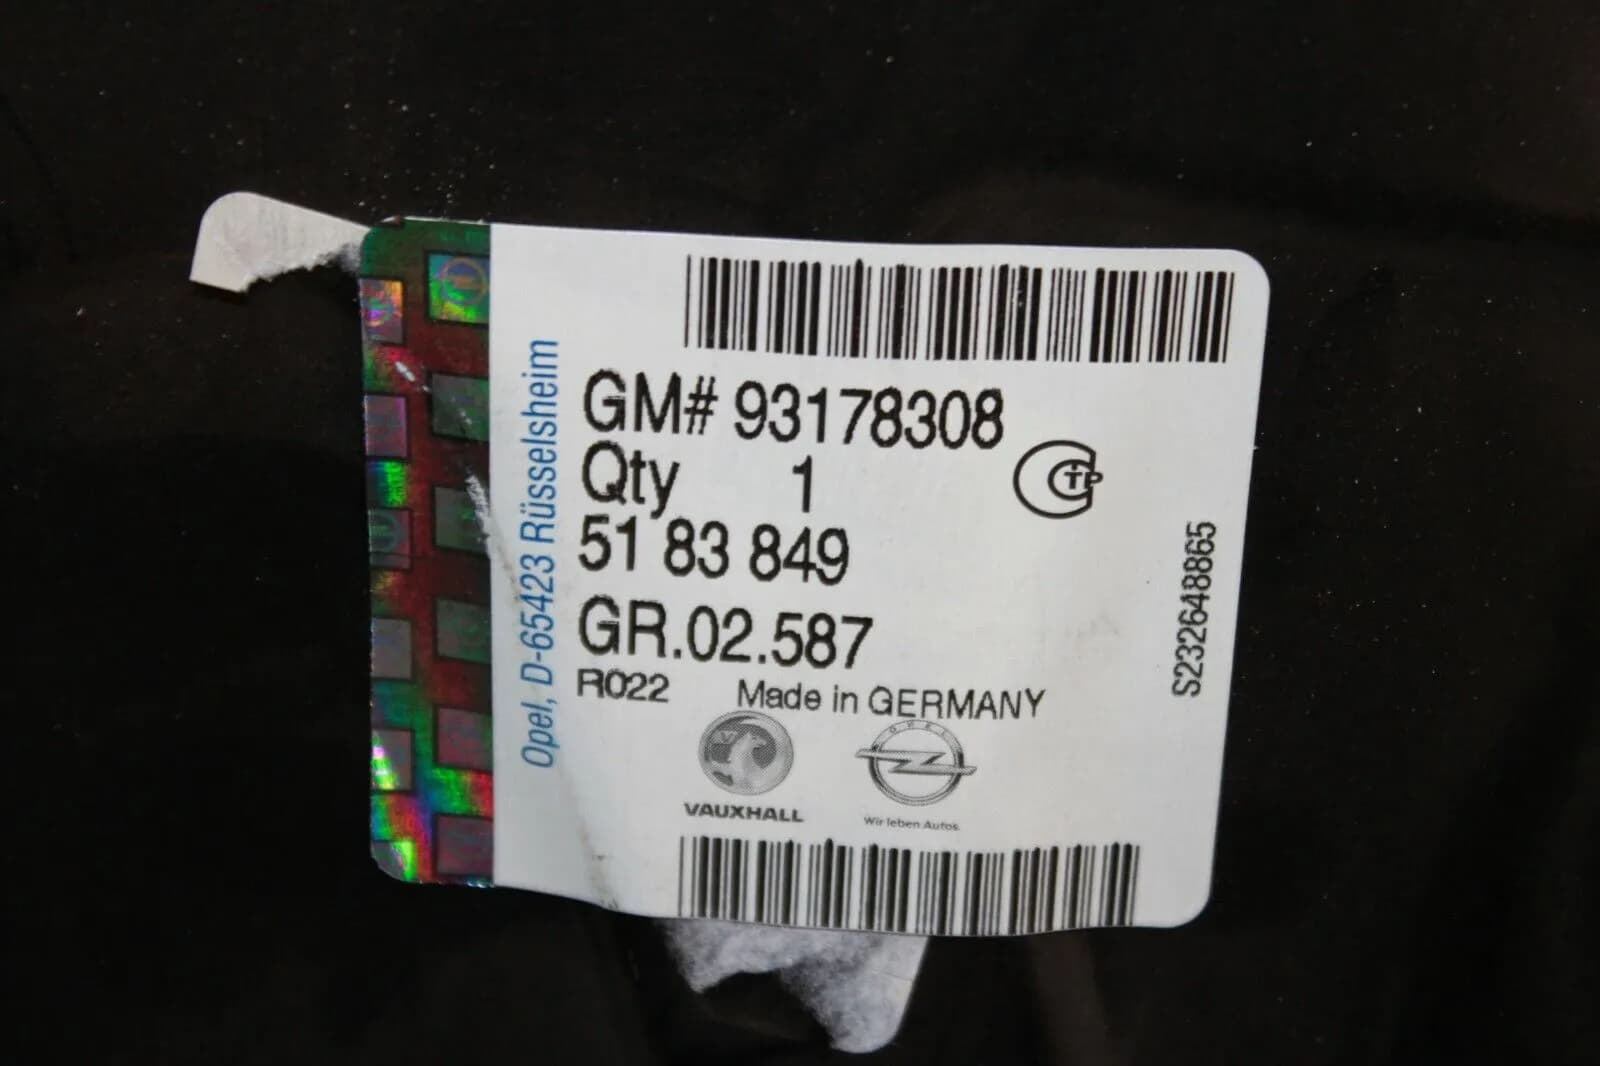 GM# 93178308
Qty 1
51 83 849
GR.02.587
R022 Made in GERMANY
VAUXHALL
OPEL
Wir leben Autos.
Opel, D-65423 Rüsselsheim
S232648865